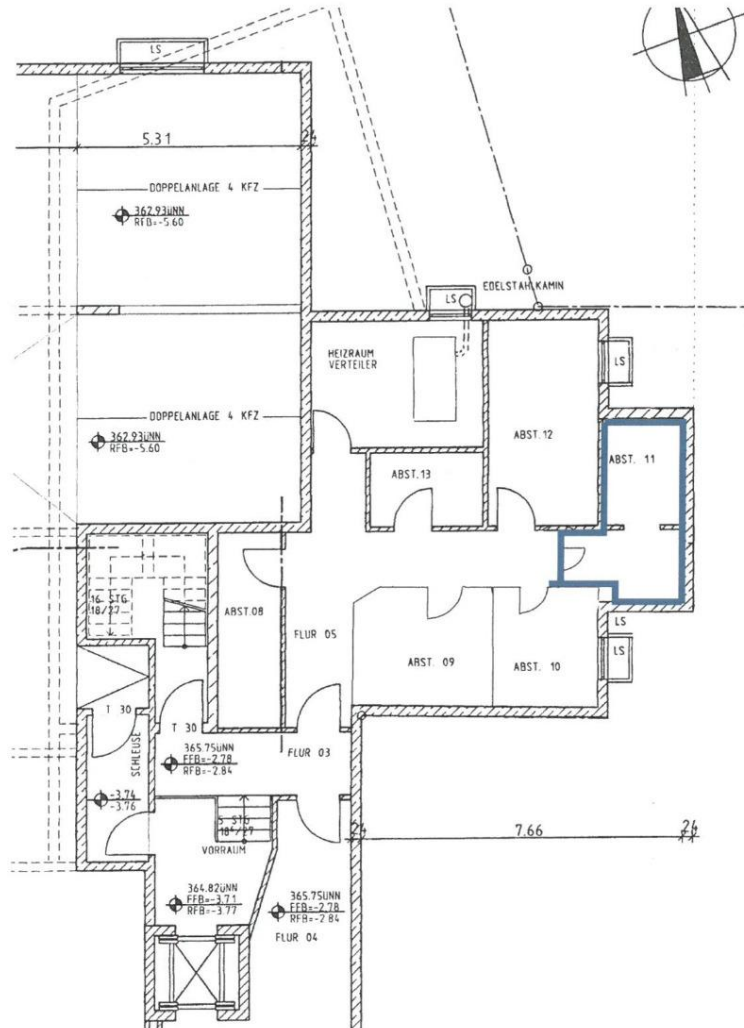 LS
5.31
24
DOPPELANLAGE 4 KFZ
362.93ÜNN
RFB=-5.60
EDELSTAHLKAMIN
LS
HEIZRAUM
VERTEILER
LS
DOPPELANLAGE 4 KFZ
362.93ÜNN
RFB=-5.60
ABST.12
ABST. 11
ABST.13
16 STG
18/27
ABST.08
FLUR 05
ABST. 09
ABST. 10
LS
LS
T 30
T 30
SCHLEUSE
365.75ÜNN
FFB=-2.78
RFB=-2.84
FLUR 03
-3.74
-3.76
5 STG
18⁶/27
VORRAUM
24
7.66
24
364.82ÜNN
FFB=-3.71
RFB=-3.77
365.75ÜNN
FFB=-2.78
RFB=-2.84
FLUR 04